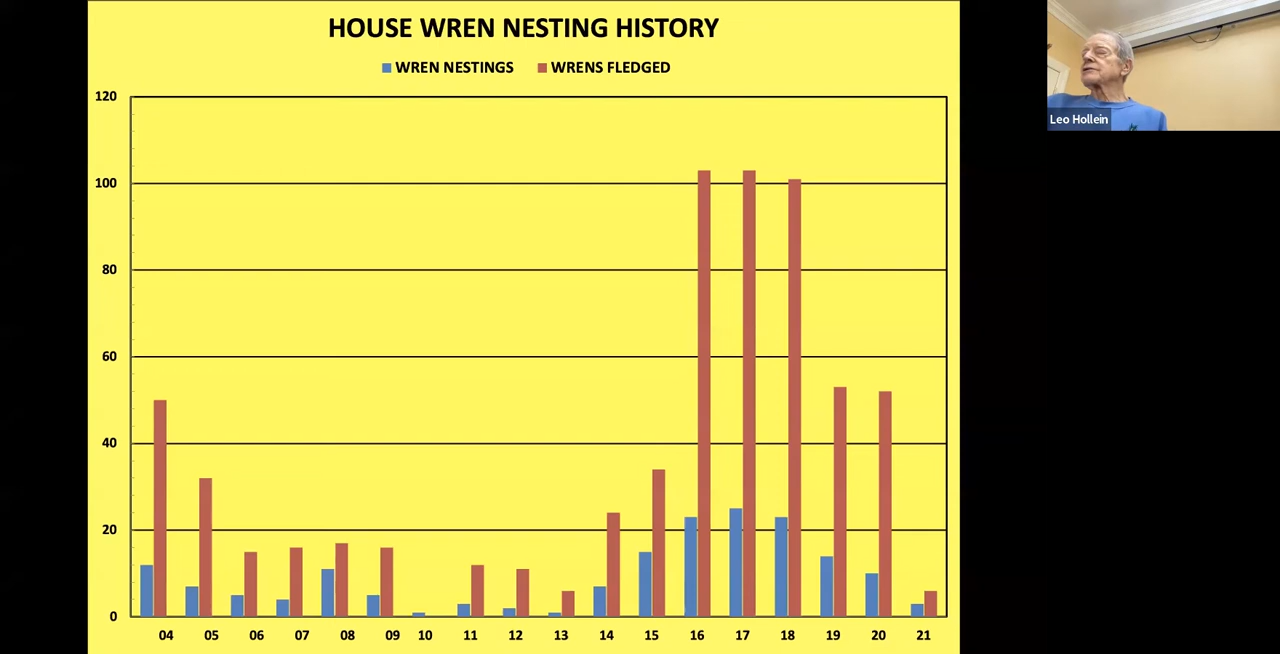 HOUSE WREN NESTING HISTORY
WREN NESTINGS WRENS FLEDGED
120
100
80
60
40
20
0
04 05 06 07 08 09 10 11 12 13 14 15 16 17 18 19 20 21
Leo Hollein